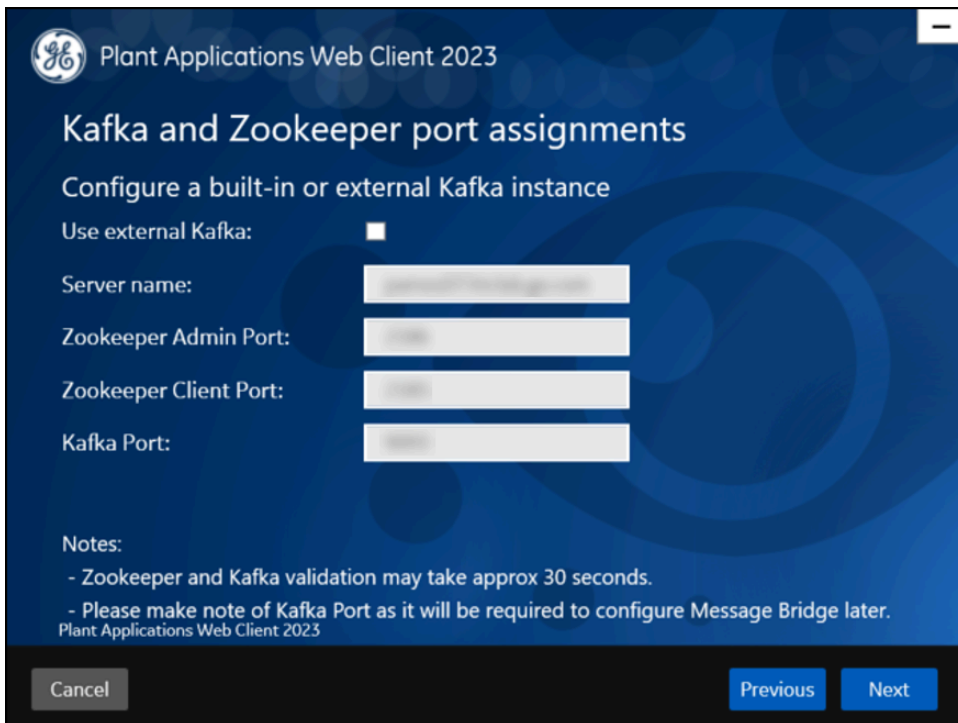 Plant Applications Web Client 2023
Kafka and Zookeeper port assignments
Configure a built-in or external Kafka instance
Use external Kafka:
Server name:
Zookeeper Admin Port:
Zookeeper Client Port:
Kafka Port:
Notes:
- Zookeeper and Kafka validation may take approx 30 seconds.
- Please make note of Kafka Port as it will be required to configure Message Bridge later.
Plant Applications Web Client 2023
Cancel
Previous
Next